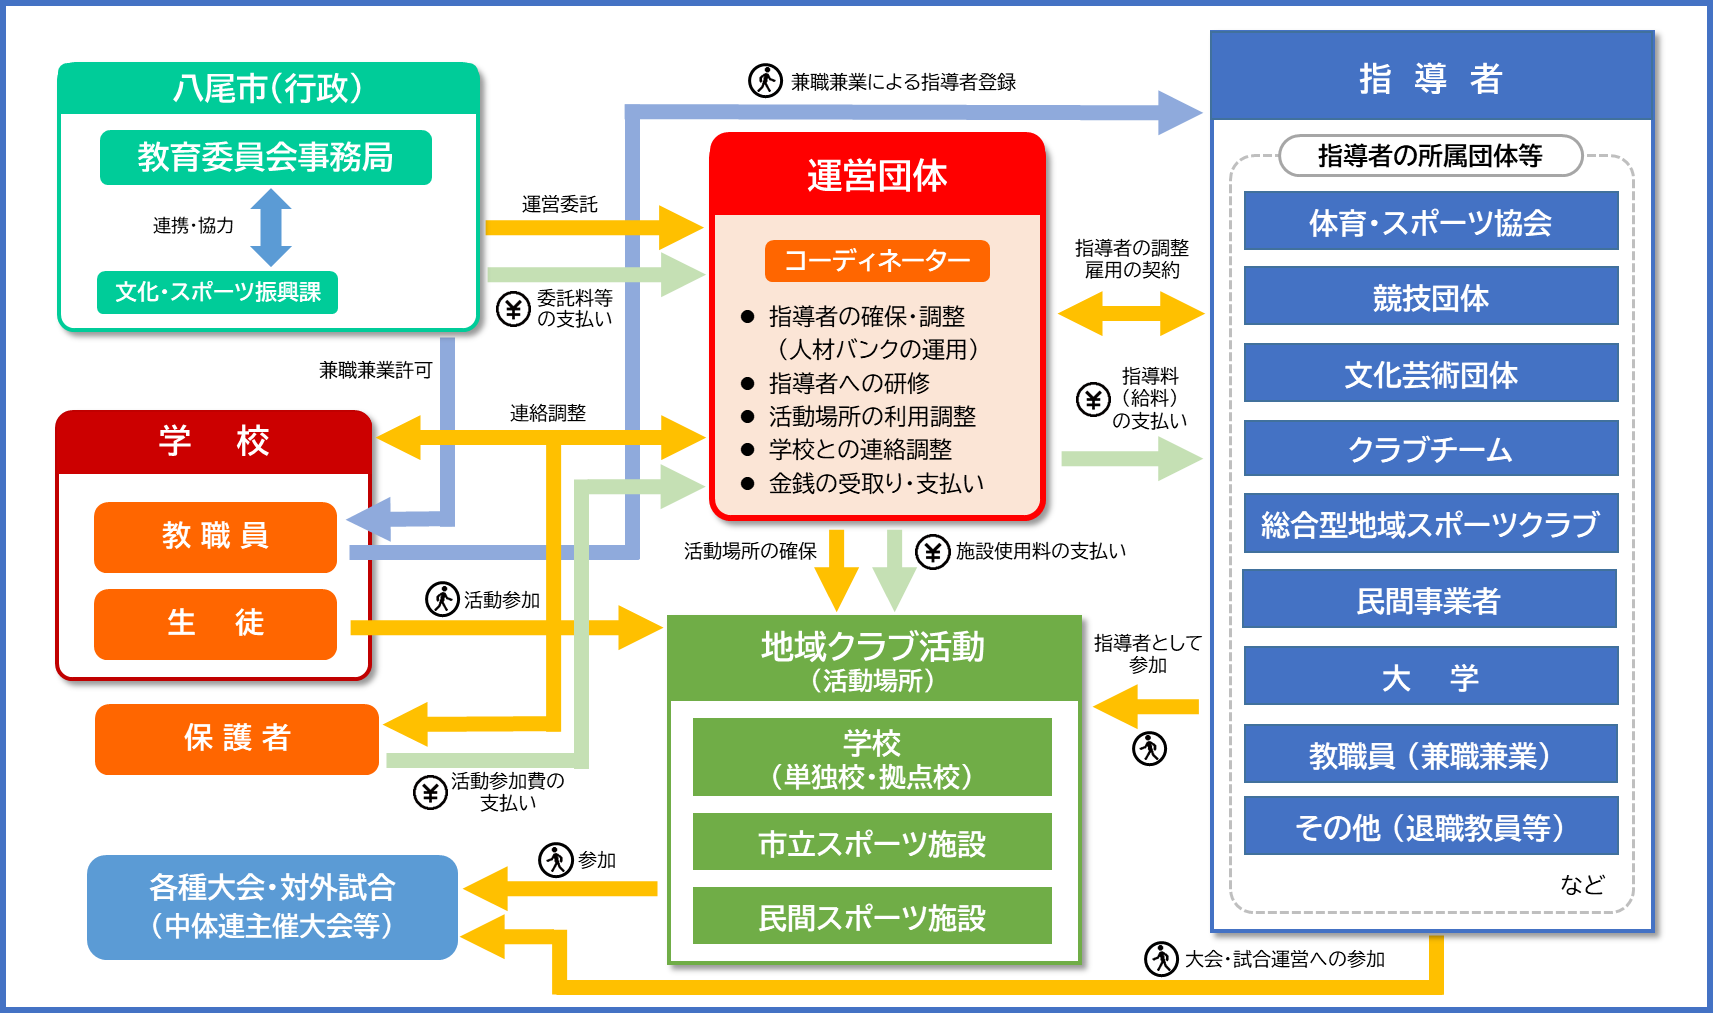 八尾市（行政）
教育委員会事務局
連携・協力
文化・スポーツ振興課
運営委託
¥
委託料等
の支払い
兼職兼業許可
連絡調整
学　校
教職員
生　徒
活動参加
保護者
¥
活動参加費の
支払い
兼職兼業による指導者登録
運営団体
コーディネーター
● 指導者の確保・調整
（人材バンクの運用）
● 指導者への研修
● 活動場所の利用調整
● 学校との連絡調整
● 金銭の受取り・支払い
指導者の調整
雇用の契約
¥
指導料
（給料）
の支払い
活動場所の確保
¥
施設使用料の支払い
地域クラブ活動
（活動場所）
学校
（単独校・拠点校）
市立スポーツ施設
民間スポーツ施設
指導者として
参加
参加
各種大会・対外試合
（中体連主催大会等）
大会・試合運営への参加
指　導　者
指導者の所属団体等
体育・スポーツ協会
競技団体
文化芸術団体
クラブチーム
総合型地域スポーツクラブ
民間事業者
大　学
教職員（兼職兼業）
その他（退職教員等）
など